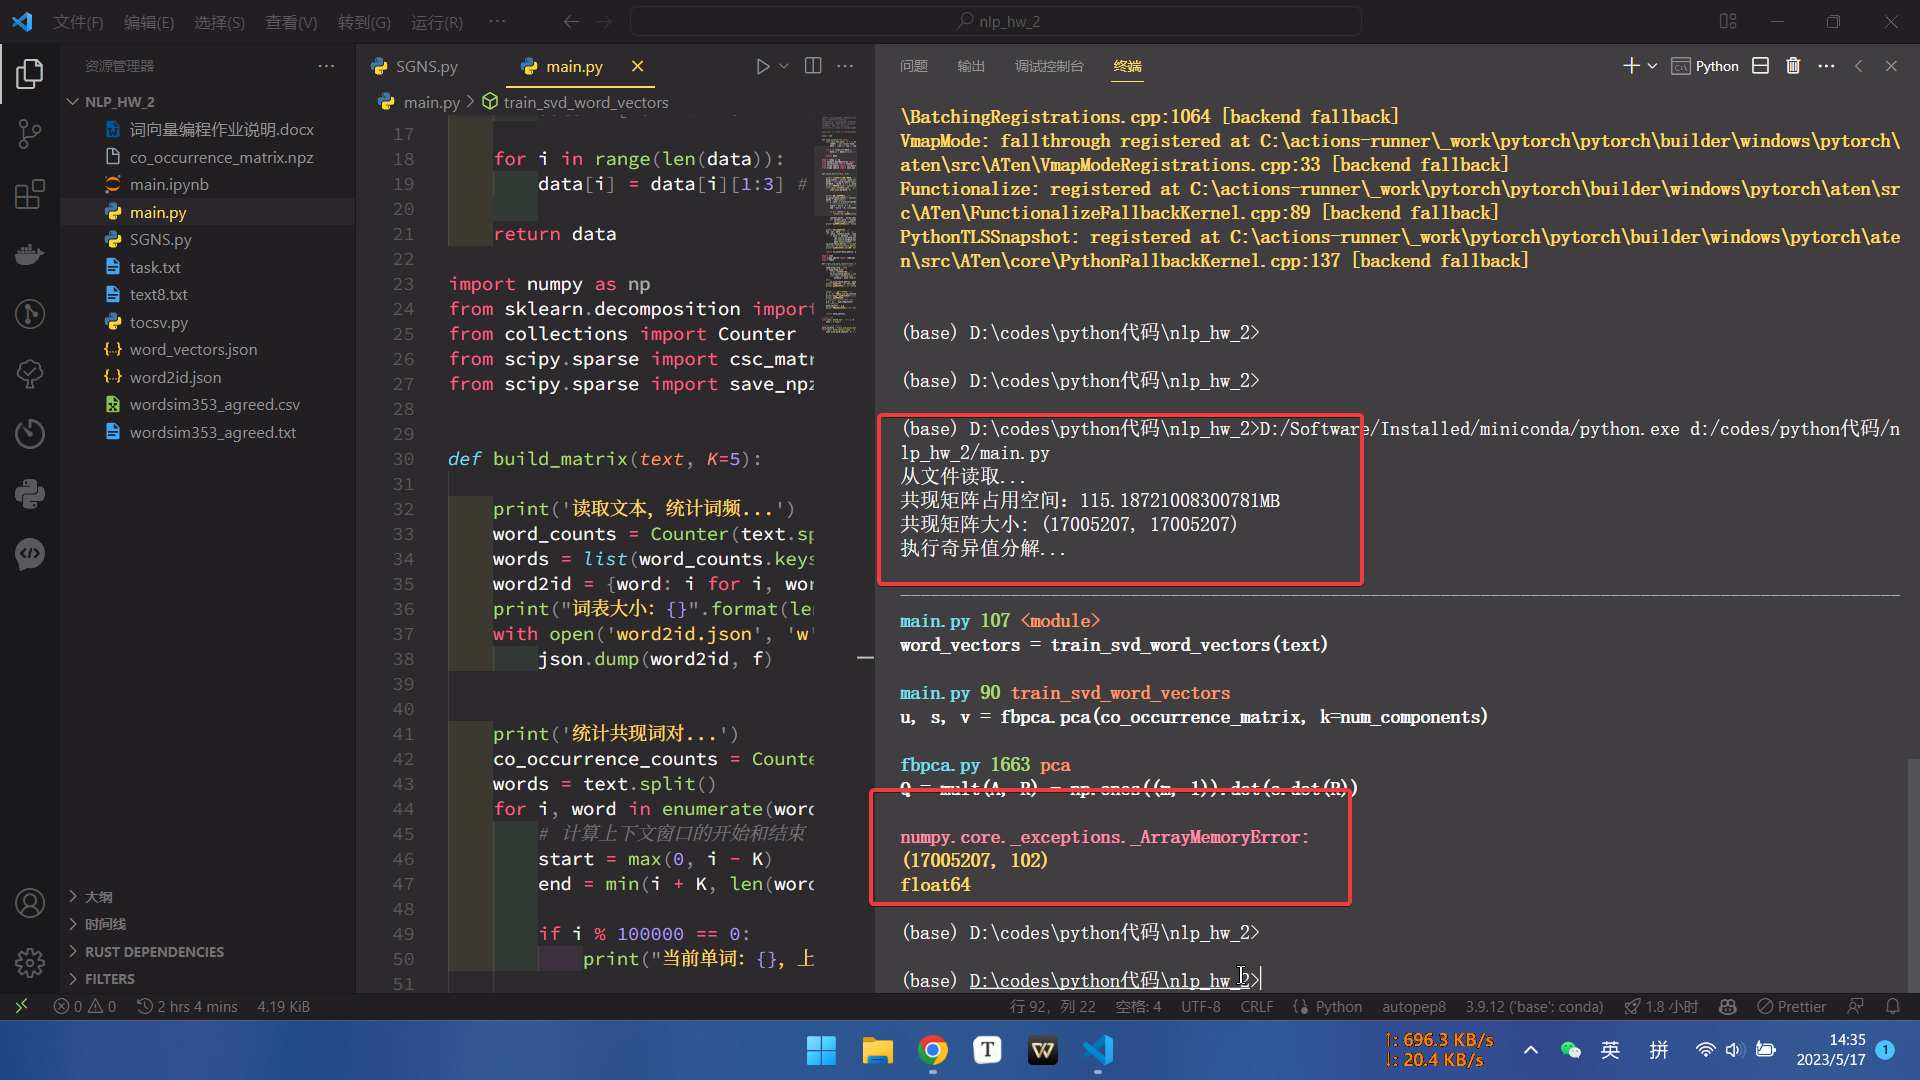 文件(F) 编辑(E) 选择(S) 查看(V) 转到(G) 运行(R) ··· nlp_hw_2
资源管理器 ···
NLP_HW_2
词向量编程作业说明.docx
co_occurrence_matrix.npz
main.ipynb
main.py
SGNS.py
task.txt
text8.txt
tocsv.py
word_vectors.json
word2id.json
wordsim353_agreed.csv
wordsim353_agreed.txt
大纲
时间线
RUST DEPENDENCIES
FILTERS
SGNS.py main.py
main.py > train_svd_word_vectors
17
18 for i in range(len(data)):
19 data[i] = data[i][1:3] #
20
21 return data
22
23 import numpy as np
24 from sklearn.decomposition import
25 from collections import Counter
26 from scipy.sparse import csc_matr
27 from scipy.sparse import save_npz
28
29
30 def build_matrix(text, K=5):
31
32 print('读取文本，统计词频...')
33 word_counts = Counter(text.sp
34 words = list(word_counts.keys
35 word2id = {word: i for i, wor
36 print("词表大小: {}".format(le
37 with open('word2id.json', 'w'
38 json.dump(word2id, f)
39
40
41 print('统计共现词对...')
42 co_occurrence_counts = Counte
43 words = text.split()
44 for i, word in enumerate(word
45 # 计算上下文窗口的开始和结束
46 start = max(0, i - K)
47 end = min(i + K, len(word
48
49 if i % 100000 == 0:
50 print("当前单词: {}, 上
51
问题 输出 调试控制台 终端 Python
\BatchingRegistrations.cpp:1064 [backend fallback]
VmapMode: fallthrough registered at C:\actions-runner\_work\pytorch\pytorch\builder\windows\pytorch\
aten\src\ATen\VmapModeRegistrations.cpp:33 [backend fallback]
Functionalize: registered at C:\actions-runner\_work\pytorch\pytorch\builder\windows\pytorch\aten\sr
c\ATen\FunctionalizeFallbackKernel.cpp:89 [backend fallback]
PythonTLSSnapshot: registered at C:\actions-runner\_work\pytorch\pytorch\builder\windows\pytorch\ate
n\src\ATen\core\PythonFallbackKernel.cpp:137 [backend fallback]
(base) D:\codes\python代码\nlp_hw_2>
(base) D:\codes\python代码\nlp_hw_2>
(base) D:\codes\python代码\nlp_hw_2>D:/Software/Installed/miniconda/python.exe d:/codes/python代码/n
lp_hw_2/main.py
从文件读取...
共现矩阵占用空间: 115.18721008300781MB
共现矩阵大小: (17005207, 17005207)
执行奇异值分解...
main.py 107 <module>
word_vectors = train_svd_word_vectors(text)
main.py 90 train_svd_word_vectors
u, s, v = fbpca.pca(co_occurrence_matrix, k=num_components)
fbpca.py 1663 pca
Q = mult(A, R) - np.ones((m, 1)).dot(c.dot(R))
numpy.core._exceptions._ArrayMemoryError:
(17005207, 102)
float64
(base) D:\codes\python代码\nlp_hw_2>
(base) D:\codes\python代码\nlp_hw_2>
0 0 2 hrs 4 mins 4.19 KiB 行 92, 列 22 空格: 4 UTF-8 CRLF Python autopep8 3.9.12 ('base': conda) 1.8 小时 Prettier
T W ↑: 696.3 KB/s 英 拼 14:35
↓: 20.4 KB/s 2023/5/17 1